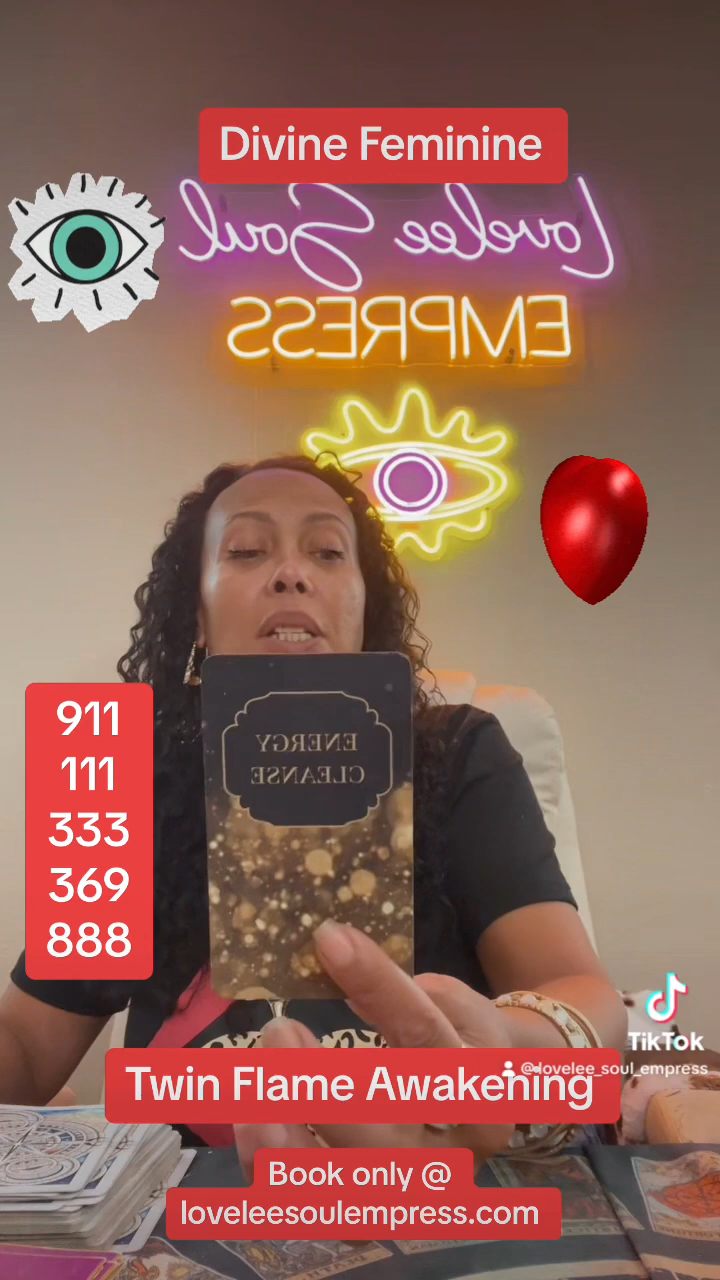 Divine Feminine
Lovelee Soul
EMPRESS
ENERGY
CLEANSE
911
111
333
369
888
TikTok
@lovelee_soul_empress
Twin Flame Awakening
Book only @
loveleesoulempress.com